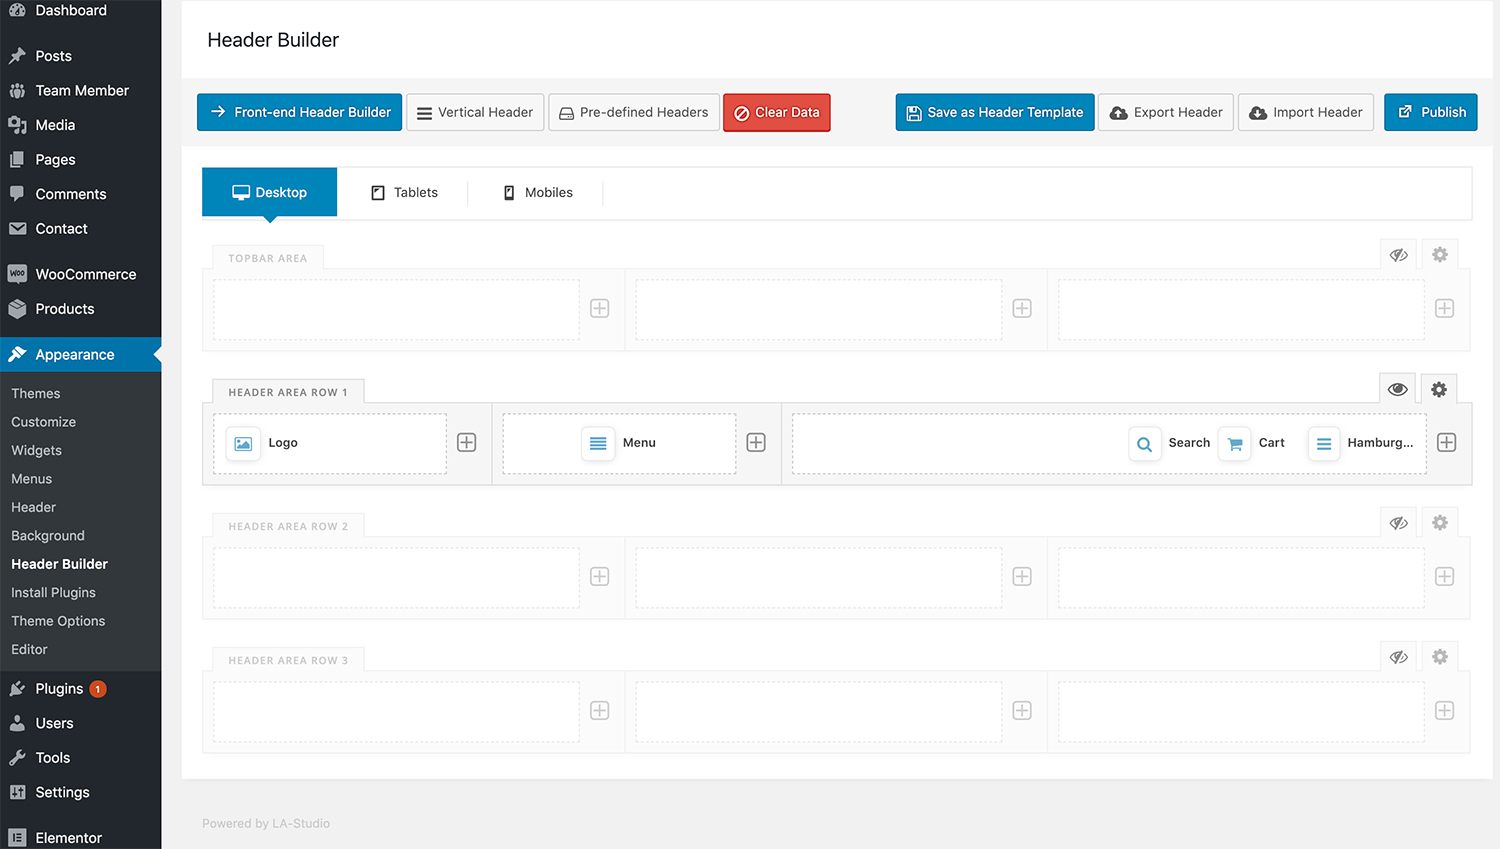 Dashboard
Posts
Team Member
Media
Pages
Comments
Contact
WooCommerce
Products
Appearance
Themes
Customize
Widgets
Menus
Header
Background
Header Builder
Install Plugins
Theme Options
Editor
Plugins 1
Users
Tools
Settings
Elementor
Header Builder
Front-end Header Builder Vertical Header Pre-defined Headers Clear Data Save as Header Template Export Header Import Header Publish
Desktop Tablets Mobiles
TOPBAR AREA
HEADER AREA ROW 1
Logo Menu Search Cart Hamburg...
HEADER AREA ROW 2
HEADER AREA ROW 3
Powered by LA-Studio